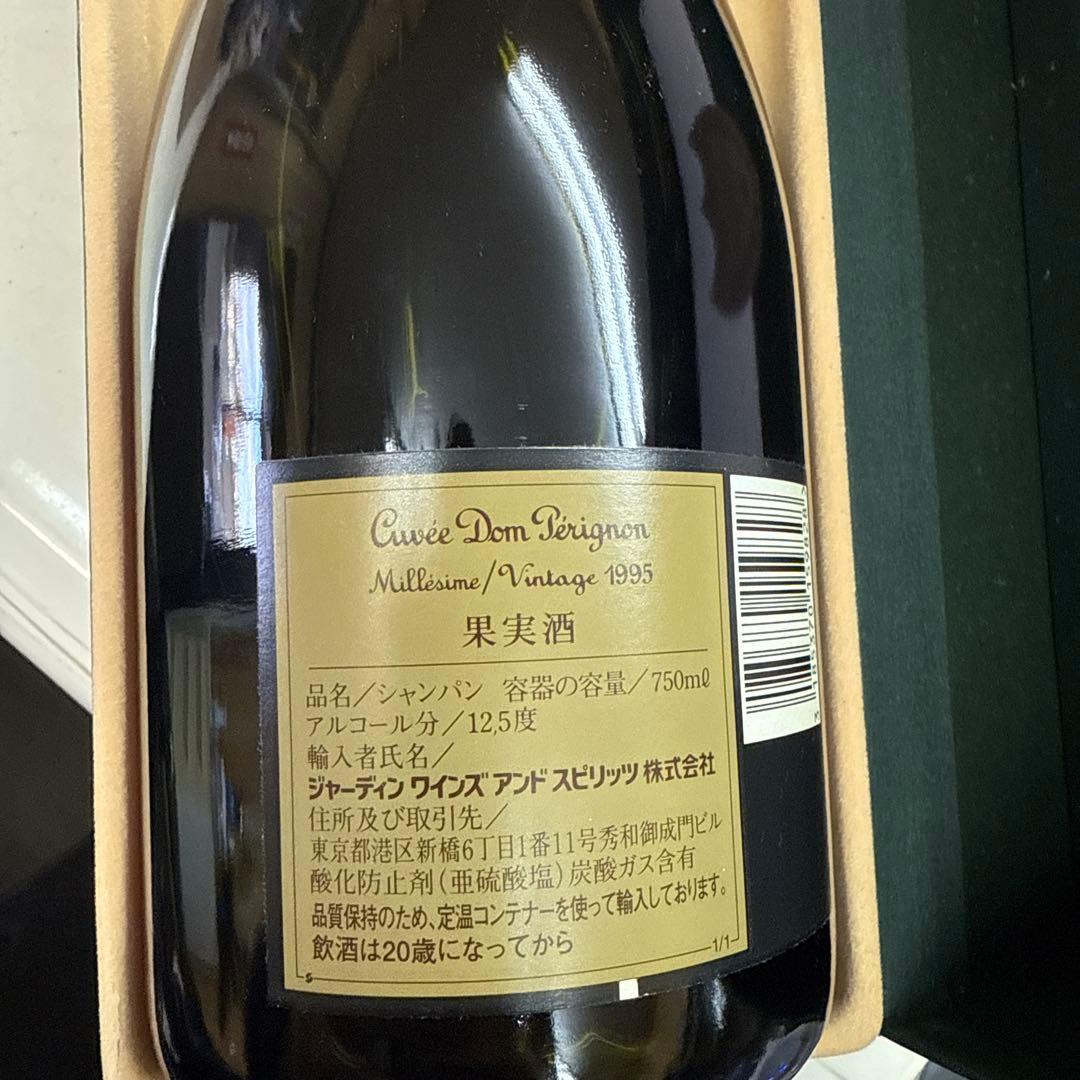 Cuvée Dom Pérignon
Millésime/Vintage 1995
果実酒
品名／シャンパン 容器の容量／750mℓ
アルコール分／12,5度
輸入者氏名／
ジャーディン ワインズ アンド スピリッツ 株式会社
住所及び取引先／
東京都港区新橋6丁目1番11号秀和御成門ビル
酸化防止剤(亜硫酸塩)炭酸ガス含有
品質保持のため、定温コンテナーを使って輸入しております。
飲酒は20歳になってから
1/1